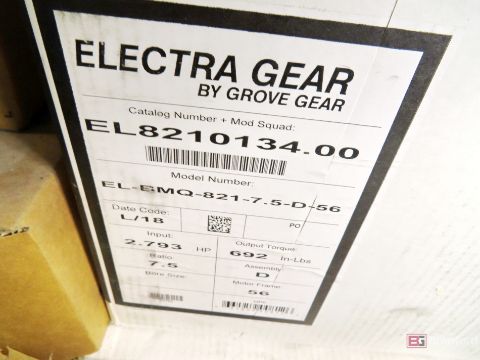 ELECTRA GEAR
BY GROVE GEAR
Catalog Number + Mod Squad:
EL8210134.00
Model Number:
EL-BMQ-821-7.5-D-56
Date Code:
L/18
PO
Input:
2.793 HP
Output Torque:
692 In-Lbs
Ratio:
7.5
Assembly
D
Bore Size:
Motor Frame:
56